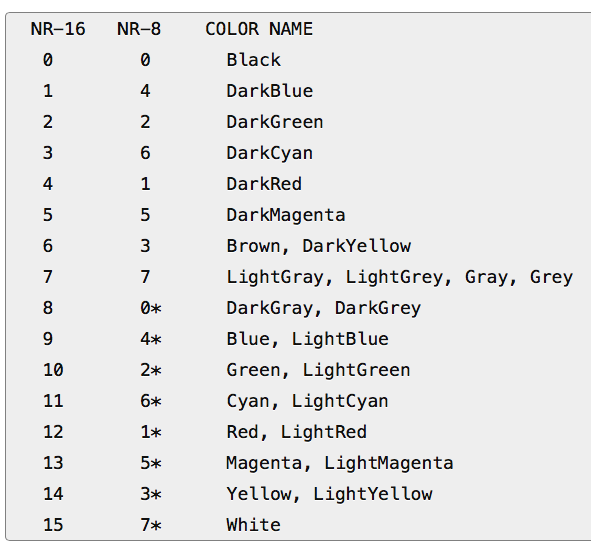 NR-16 NR-8 COLOR NAME
0 0 Black
1 4 DarkBlue
2 2 DarkGreen
3 6 DarkCyan
4 1 DarkRed
5 5 DarkMagenta
6 3 Brown, DarkYellow
7 7 LightGray, LightGrey, Gray, Grey
8 0* DarkGray, DarkGrey
9 4* Blue, LightBlue
10 2* Green, LightGreen
11 6* Cyan, LightCyan
12 1* Red, LightRed
13 5* Magenta, LightMagenta
14 3* Yellow, LightYellow
15 7* White